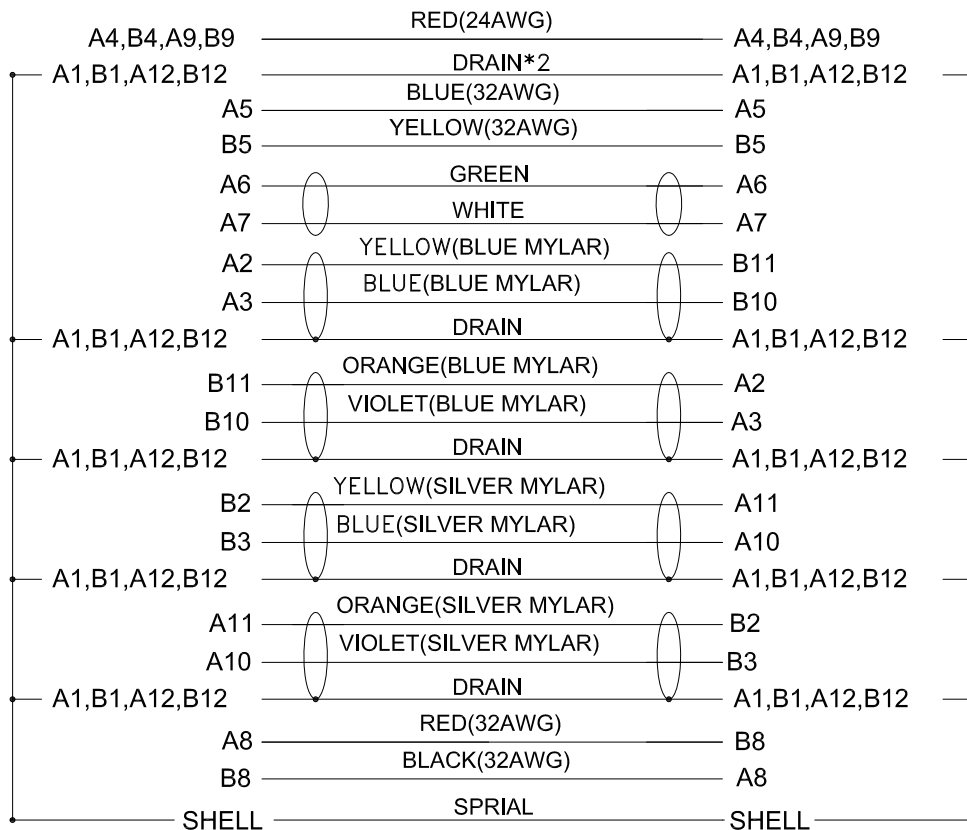 A4,B4,A9,B9 RED(24AWG) A4,B4,A9,B9
A1,B1,A12,B12 DRAIN*2 A1,B1,A12,B12
A5 BLUE(32AWG) A5
B5 YELLOW(32AWG) B5
A6 GREEN A6
A7 WHITE A7
A2 YELLOW(BLUE MYLAR) B11
A3 BLUE(BLUE MYLAR) B10
A1,B1,A12,B12 DRAIN A1,B1,A12,B12
B11 ORANGE(BLUE MYLAR) A2
B10 VIOLET(BLUE MYLAR) A3
A1,B1,A12,B12 DRAIN A1,B1,A12,B12
B2 YELLOW(SILVER MYLAR) A11
B3 BLUE(SILVER MYLAR) A10
A1,B1,A12,B12 DRAIN A1,B1,A12,B12
A11 ORANGE(SILVER MYLAR) B2
A10 VIOLET(SILVER MYLAR) B3
A1,B1,A12,B12 DRAIN A1,B1,A12,B12
A8 RED(32AWG) B8
B8 BLACK(32AWG) A8
SHELL SPRIAL SHELL